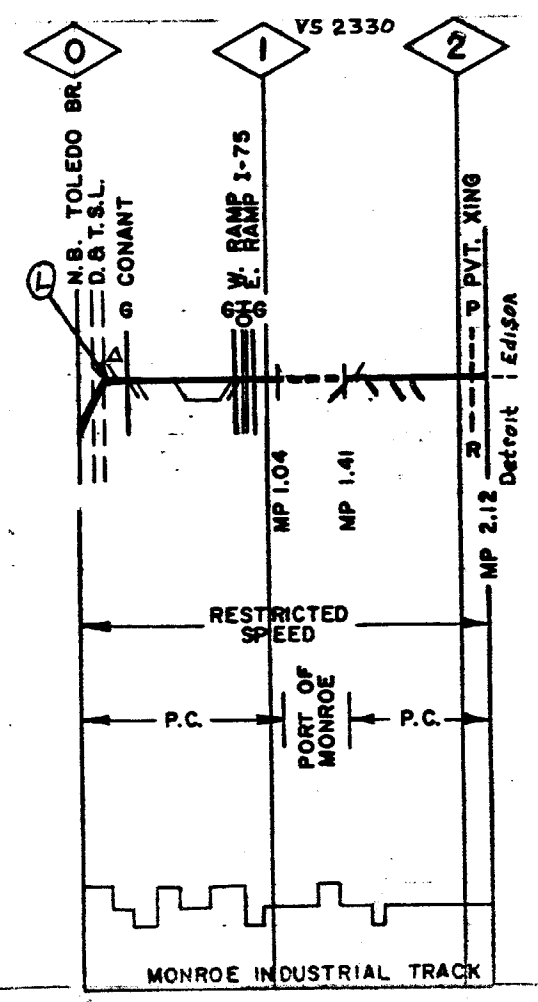 VS 2330
0
1
2
N.B. TOLEDO BR.
D. & T.S.L.
G CONANT
W. RAMP I-75
E. RAMP I-75
G OH G
PVT. XING
P
R
L
Detroit Edison
MP 1.04
MP 1.41
MP 2.12
RESTRICTED
SPEED
P.C.
PORT OF
MONROE
P.C.
MONROE INDUSTRIAL TRACK